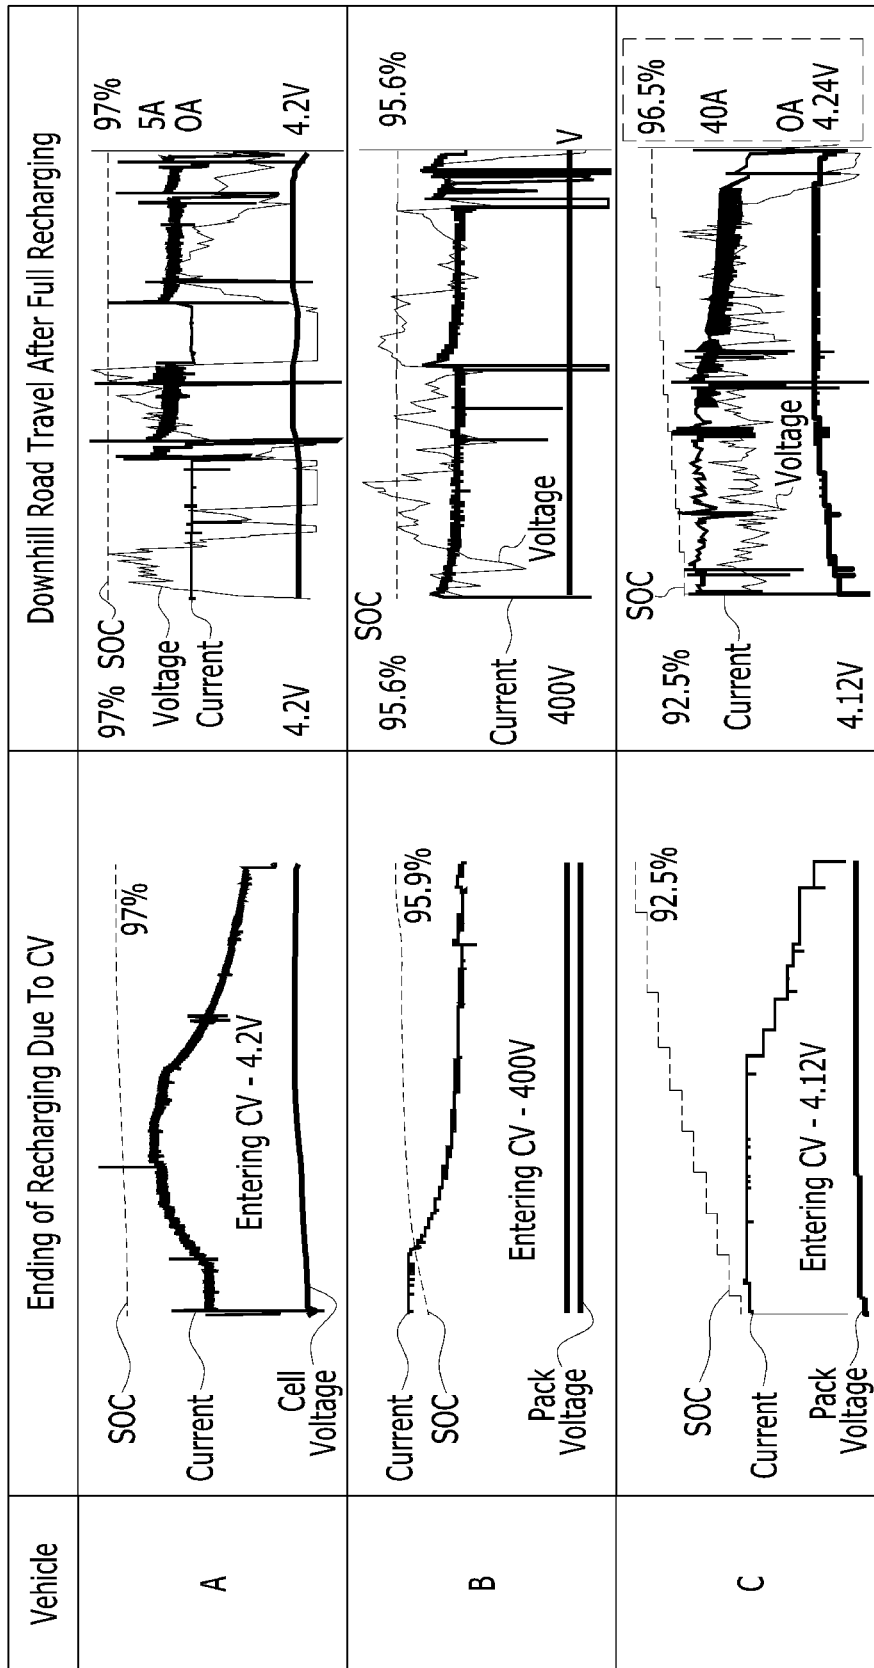 Vehicle
Ending of Recharging Due To CV
Downhill Road Travel After Full Recharging
A
SOC
97%
Current
Entering CV - 4.2V
Cell
Voltage
97%
SOC
Voltage
Current
4.2V
97%
5A
OA
4.2V
B
Current
SOC
95.9%
Entering CV - 400V
Pack
Voltage
SOC
95.6%
Voltage
Current
400V
95.6%
V
C
SOC
92.5%
Current
Entering CV - 4.12V
Pack
Voltage
SOC
92.5%
Current
Voltage
4.12V
96.5%
40A
OA
4.24V